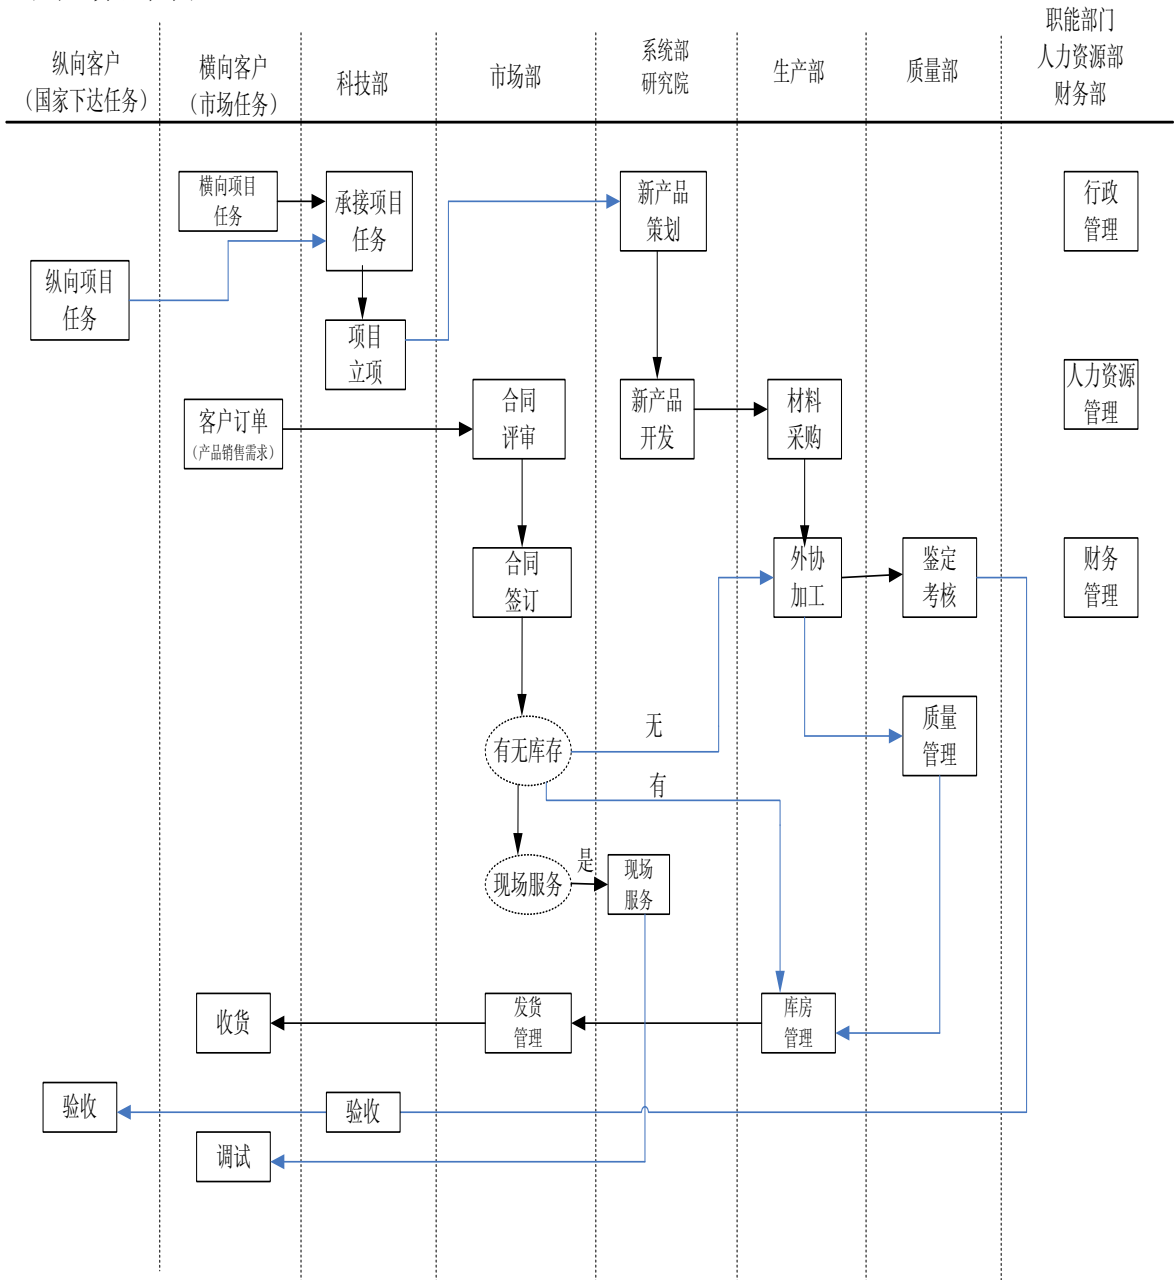 纵向客户
（国家下达任务）
横向客户
（市场任务）
科技部
市场部
系统部
研究院
生产部
质量部
职能部门
人力资源部
财务部
横向项目
任务
承接项目
任务
新产品
策划
行政
管理
纵向项目
任务
项目
立项
客户订单
（产品销售需求）
合同
评审
新产品
开发
材料
采购
人力资源
管理
合同
签订
外协
加工
鉴定
考核
财务
管理
有无库存
无
有
质量
管理
现场服务
是
现场
服务
收货
发货
管理
库房
管理
验收
验收
调试